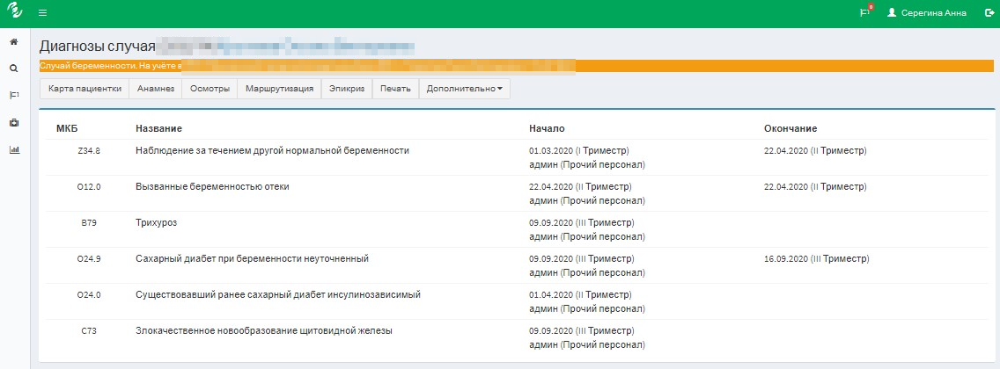 8
Серегина Анна
Диагнозы случая
Случай беременности. На учёте в
Карта пациентки Анамнез Осмотры Маршрутизация Эпикриз Печать Дополнительно
МКБ Название Начало Окончание
Z34.8 Наблюдение за течением другой нормальной беременности 01.03.2020 (I Триместр) 22.04.2020 (II Триместр)
админ (Прочий персонал)
O12.0 Вызванные беременностью отеки 22.04.2020 (II Триместр) 22.04.2020 (II Триместр)
админ (Прочий персонал)
B79 Трихуроз 09.09.2020 (III Триместр)
админ (Прочий персонал)
O24.9 Сахарный диабет при беременности неуточненный 09.09.2020 (III Триместр) 16.09.2020 (III Триместр)
админ (Прочий персонал)
O24.0 Существовавший ранее сахарный диабет инсулинозависимый 01.04.2020 (II Триместр)
админ (Прочий персонал)
C73 Злокачественное новообразование щитовидной железы 09.09.2020 (III Триместр)
админ (Прочий персонал)